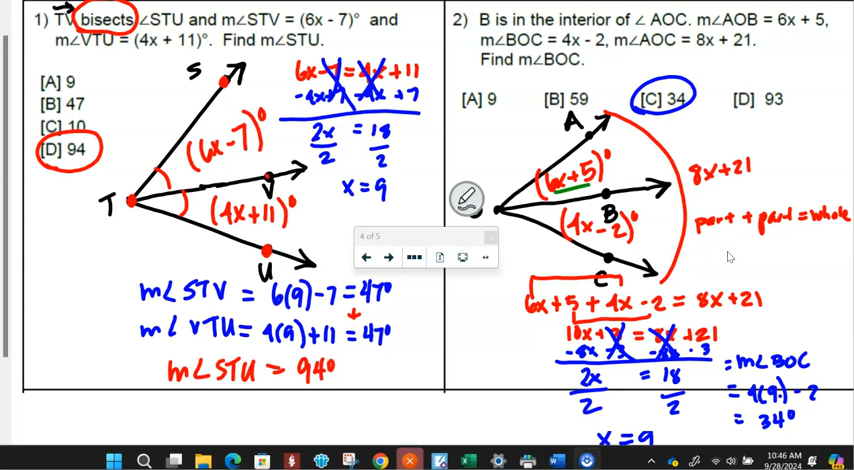 1) TV bisects ∠STU and m∠STV = (6x - 7)° and
m∠VTU = (4x + 11)°. Find m∠STU.
[A] 9
[B] 47
[C] 10
[D] 94
S
T
V
U
(6x-7)°
(4x+11)°
6x-7=4x+11
-4x+7 -4x +7
2x = 18
2 2
x = 9
m∠STV = 6(9)-7=47°
+
m∠VTU = 4(9)+11=47°
m∠STU = 94°
2) B is in the interior of ∠ AOC. m∠AOB = 6x + 5,
m∠BOC = 4x - 2, m∠AOC = 8x + 21.
Find m∠BOC.
[A] 9 [B] 59 [C] 34 [D] 93
A
B
C
(6x+5)°
(4x-2)°
8x+21
part + part = whole
4 of 5
6x+5 + 4x -2 = 8x+21
10x+3 = 8x+21
-8x -3 -8x -3
2x = 18
2 2
x = 9
= m∠BOC
= 4(9) - 2
= 34°
10:46 AM
9/28/2024